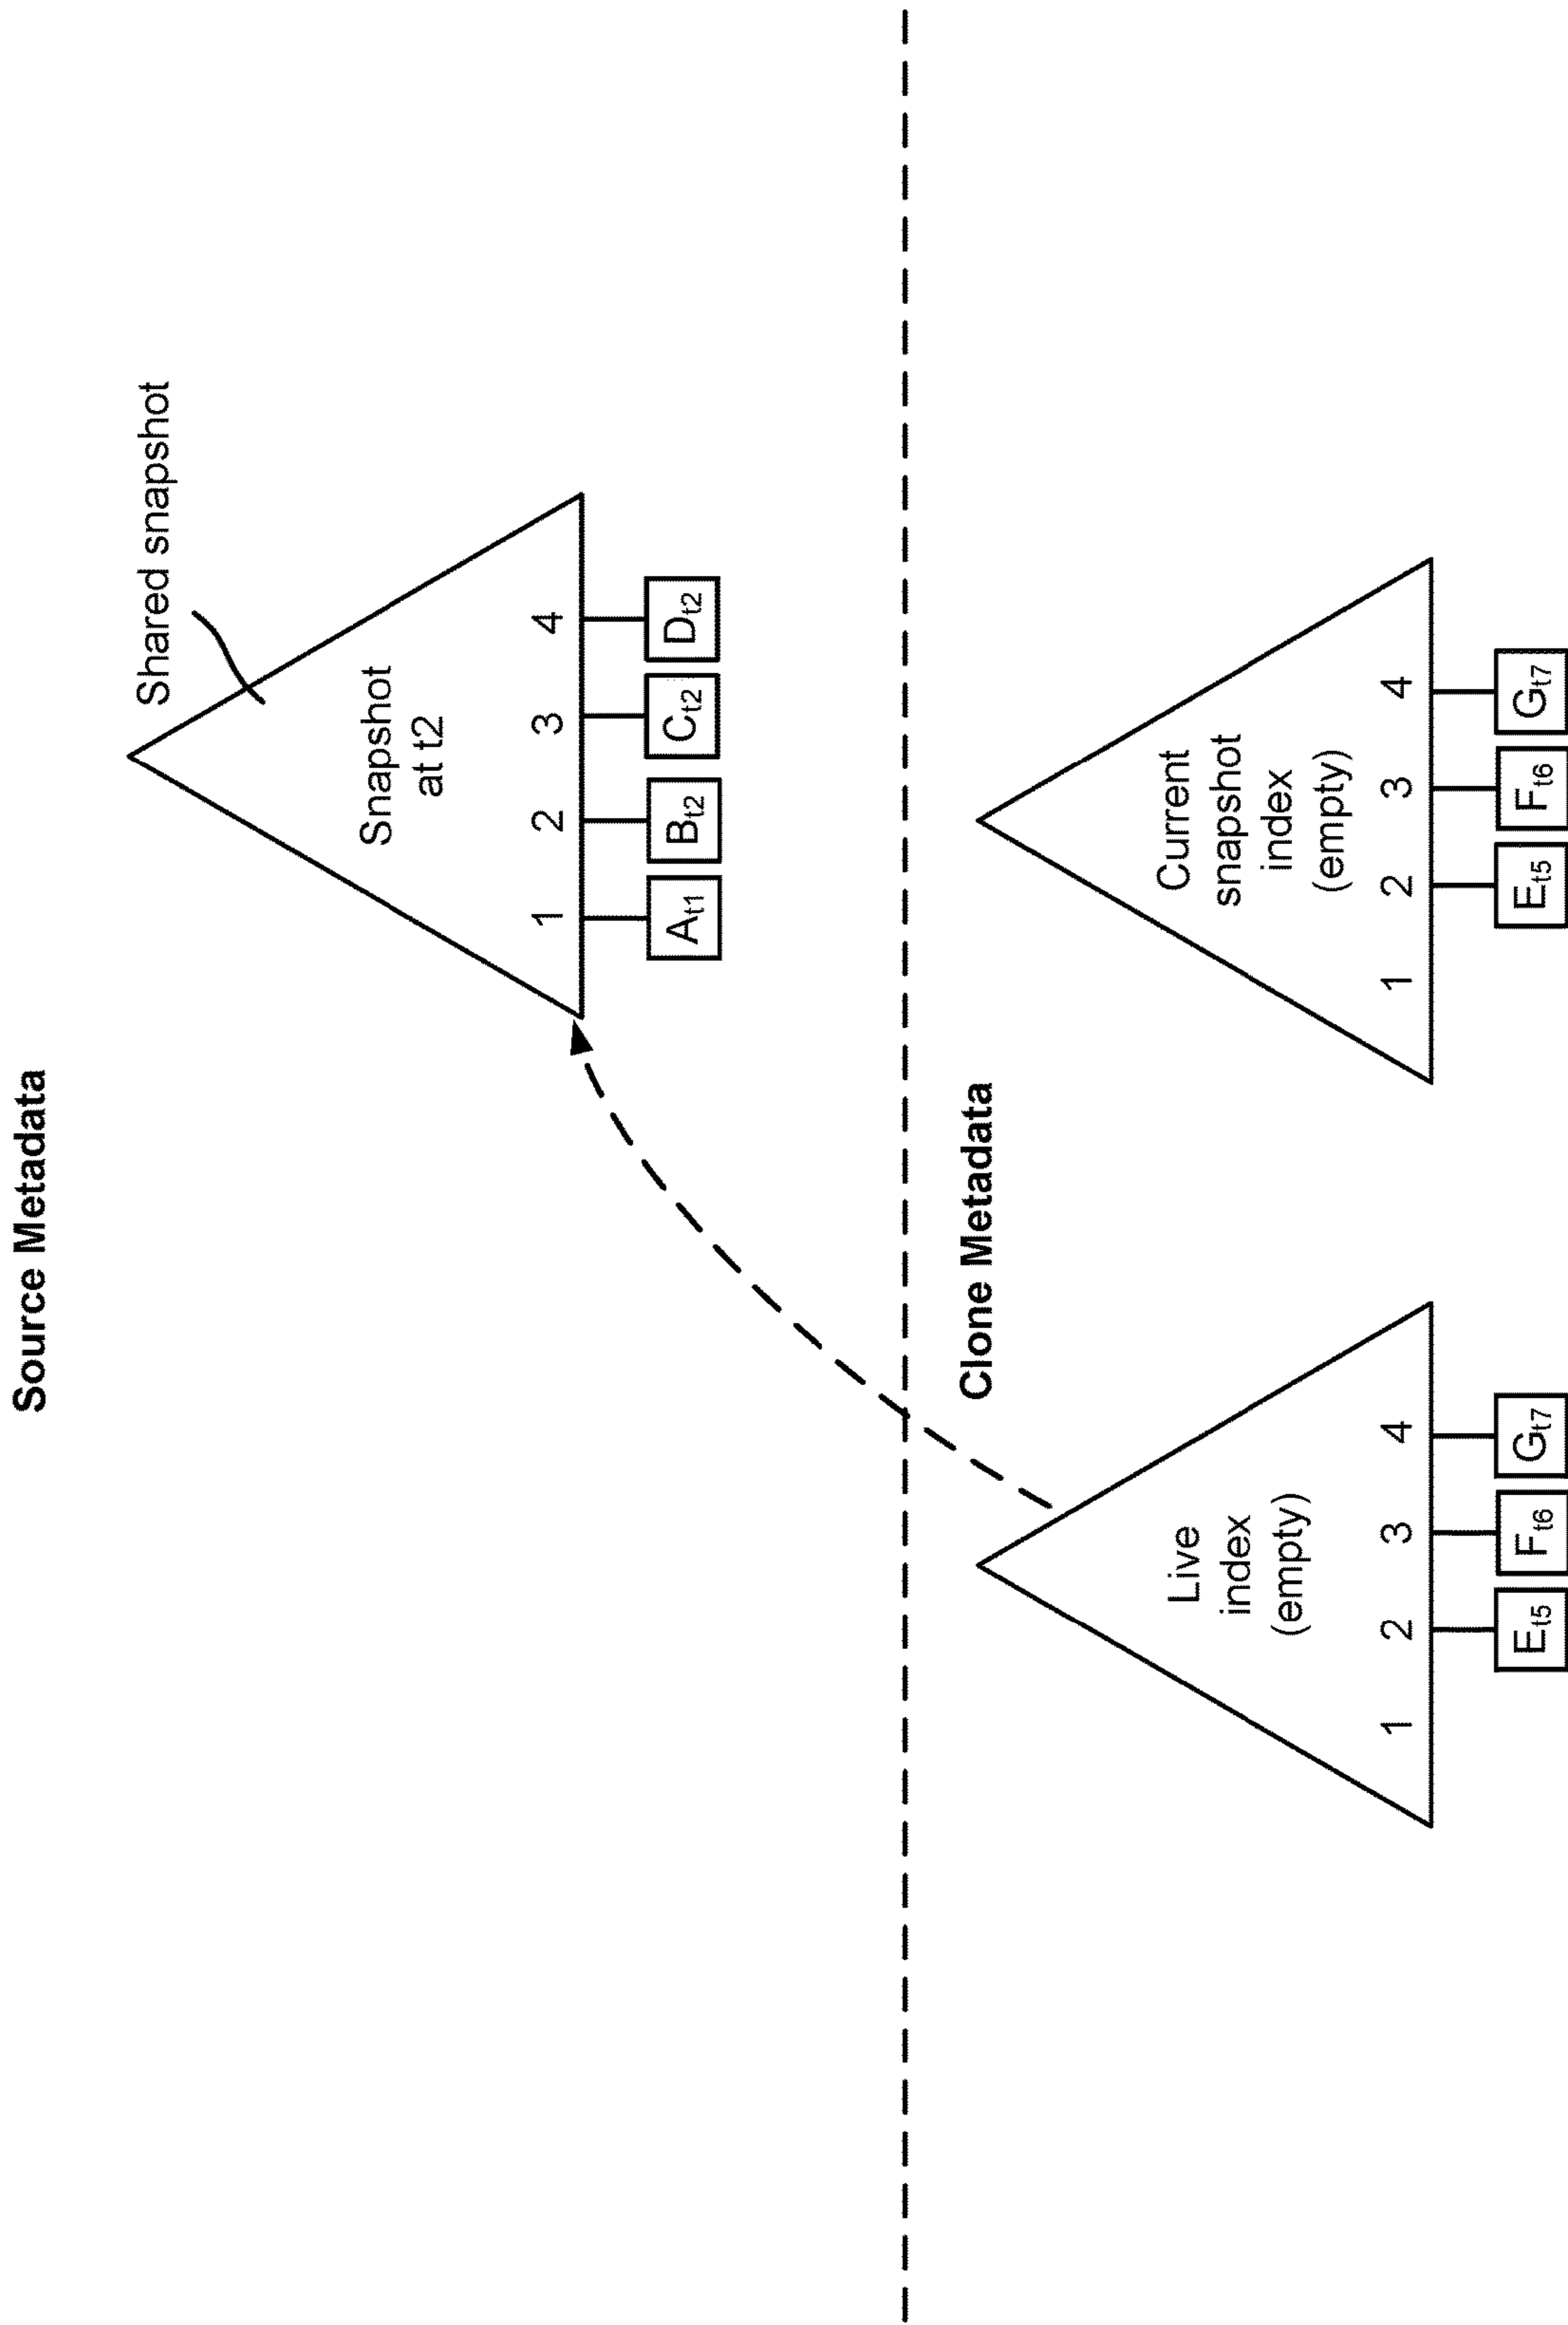 Source Metadata
Shared snapshot
Snapshot
at t2
1 2 3 4
At1 Bt2 Ct2 Dt2
Clone Metadata
Live
index
(empty)
1 2 3 4
Et5 Ft6 Gt7
Current
snapshot
index
(empty)
1 2 3 4
Et5 Ft6 Gt7